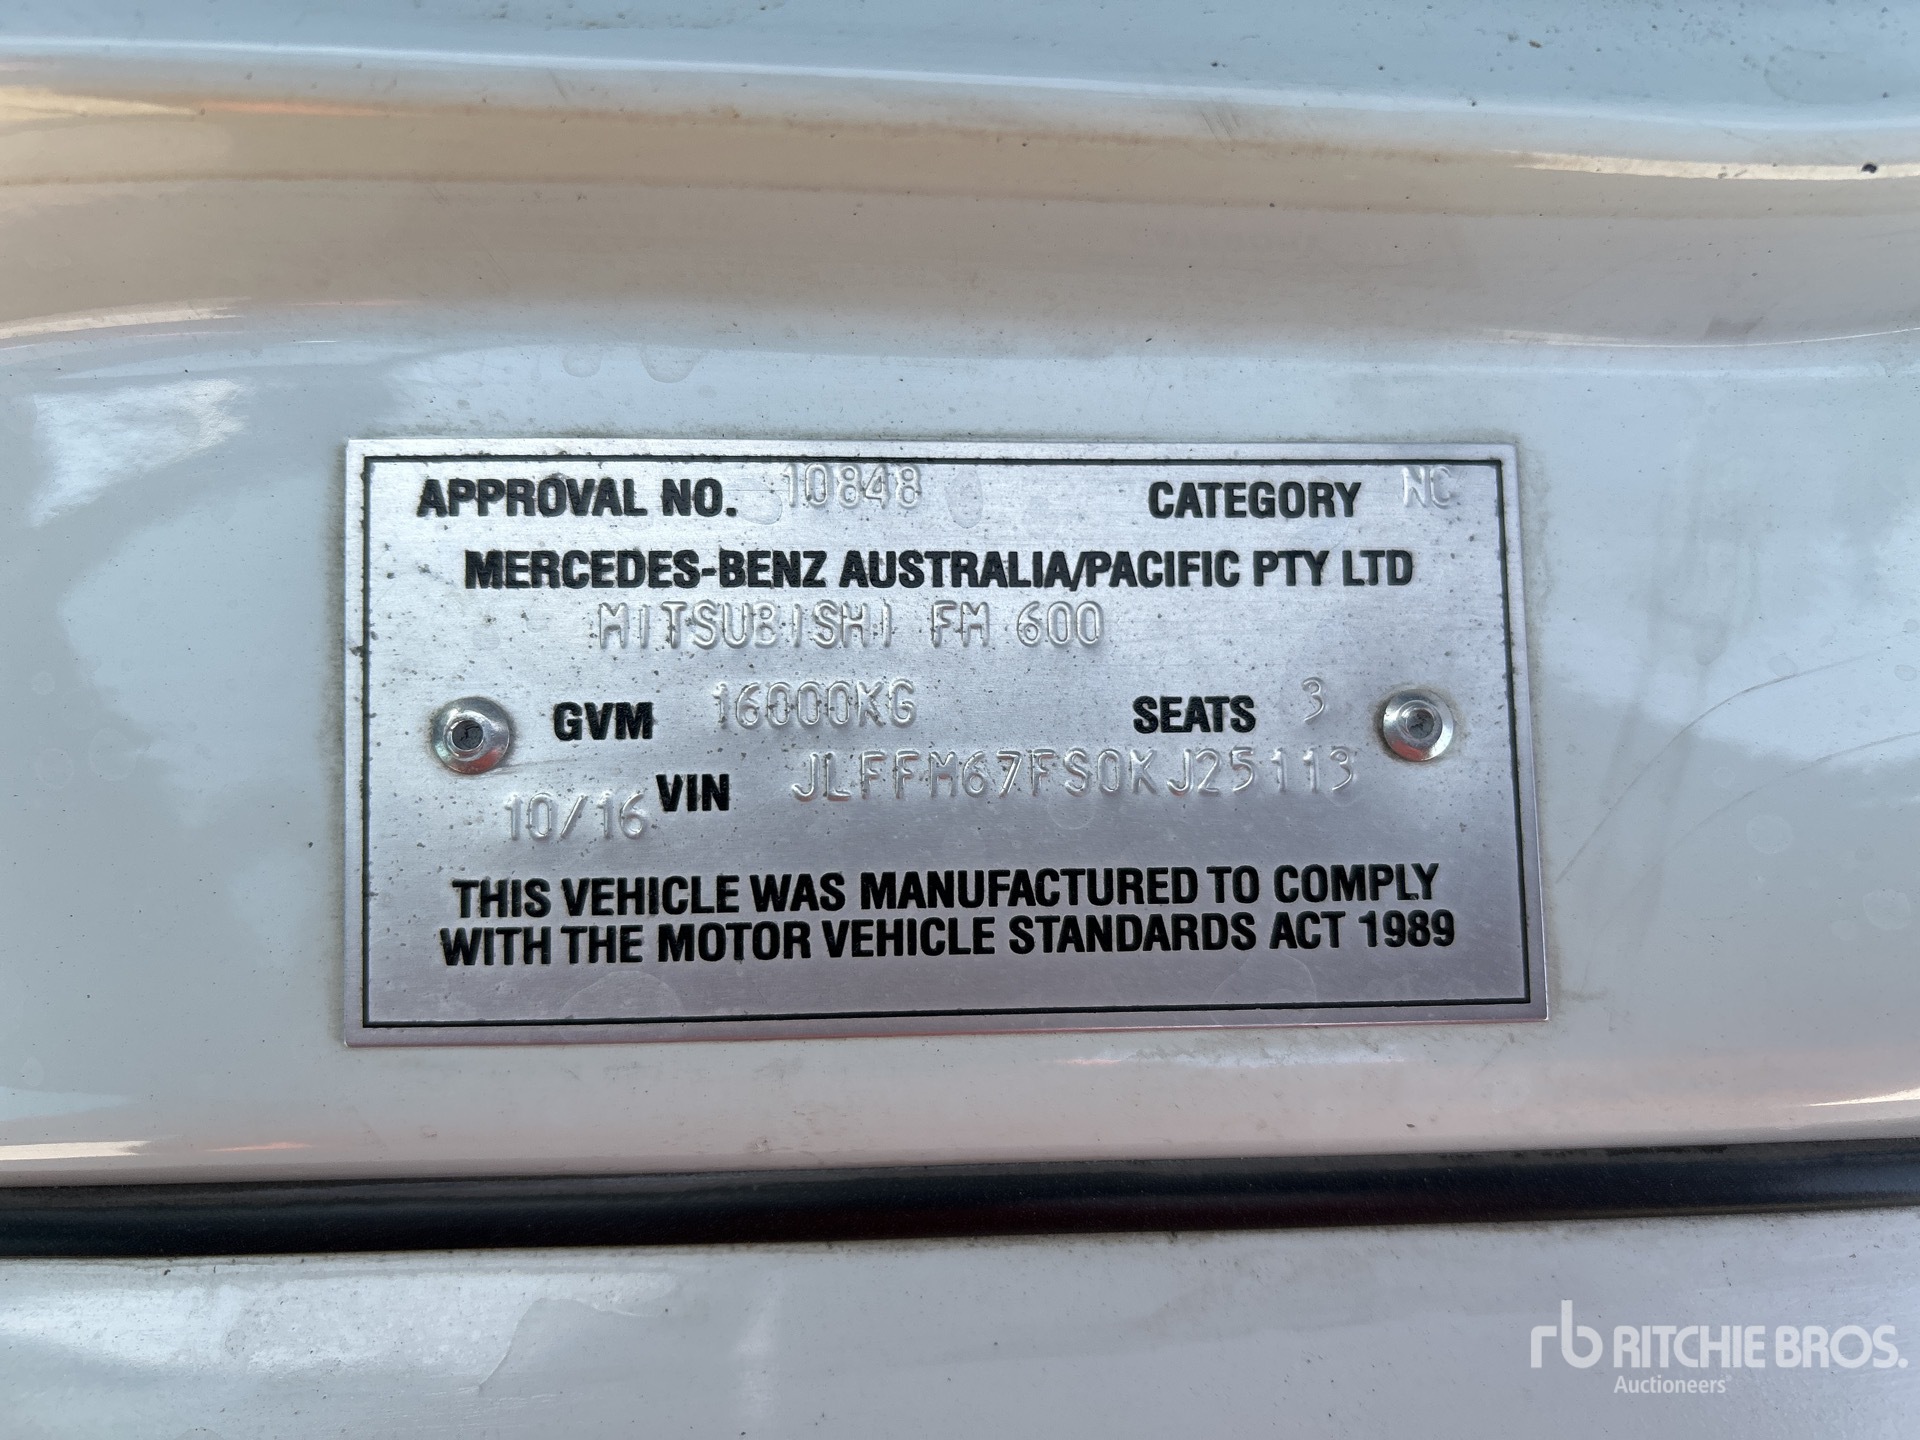 APPROVAL NO. 10848 CATEGORY NC
MERCEDES-BENZ AUSTRALIA/PACIFIC PTY LTD
MITSUBISHI FM 600
GVM 16000KG SEATS 3
10/16 VIN JLFFM67FS0KJ25113
THIS VEHICLE WAS MANUFACTURED TO COMPLY
WITH THE MOTOR VEHICLE STANDARDS ACT 1989
rb RITCHIE BROS.
Auctioneers